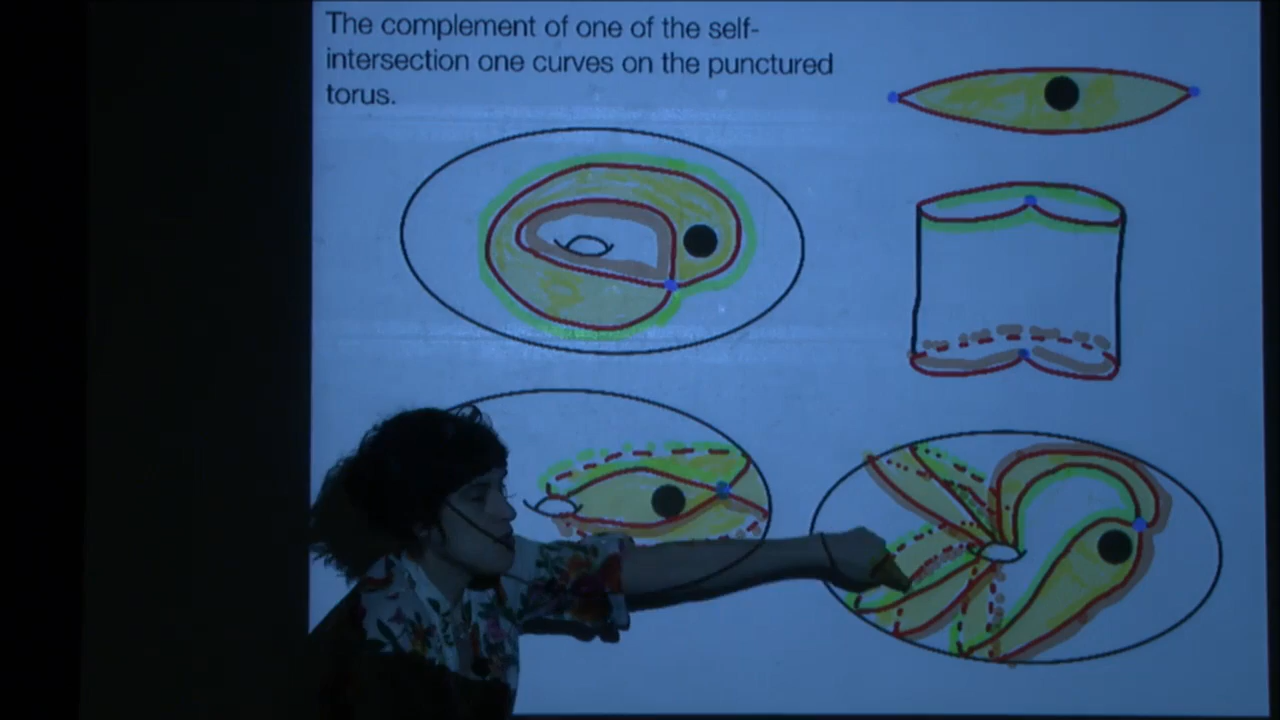 The complement of one of the self-
intersection one curves on the punctured
torus.